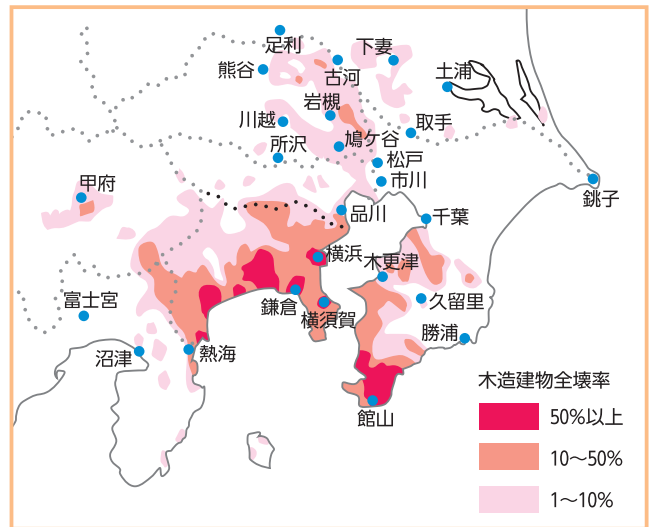 足利
下妻
熊谷
古河
土浦
岩槻
川越
取手
鳩ケ谷
所沢
松戸
市川
甲府
銚子
品川
千葉
横浜
木更津
富士宮
鎌倉
久留里
横須賀
勝浦
沼津
熱海
館山
木造建物全壊率
50%以上
10～50%
1～10%